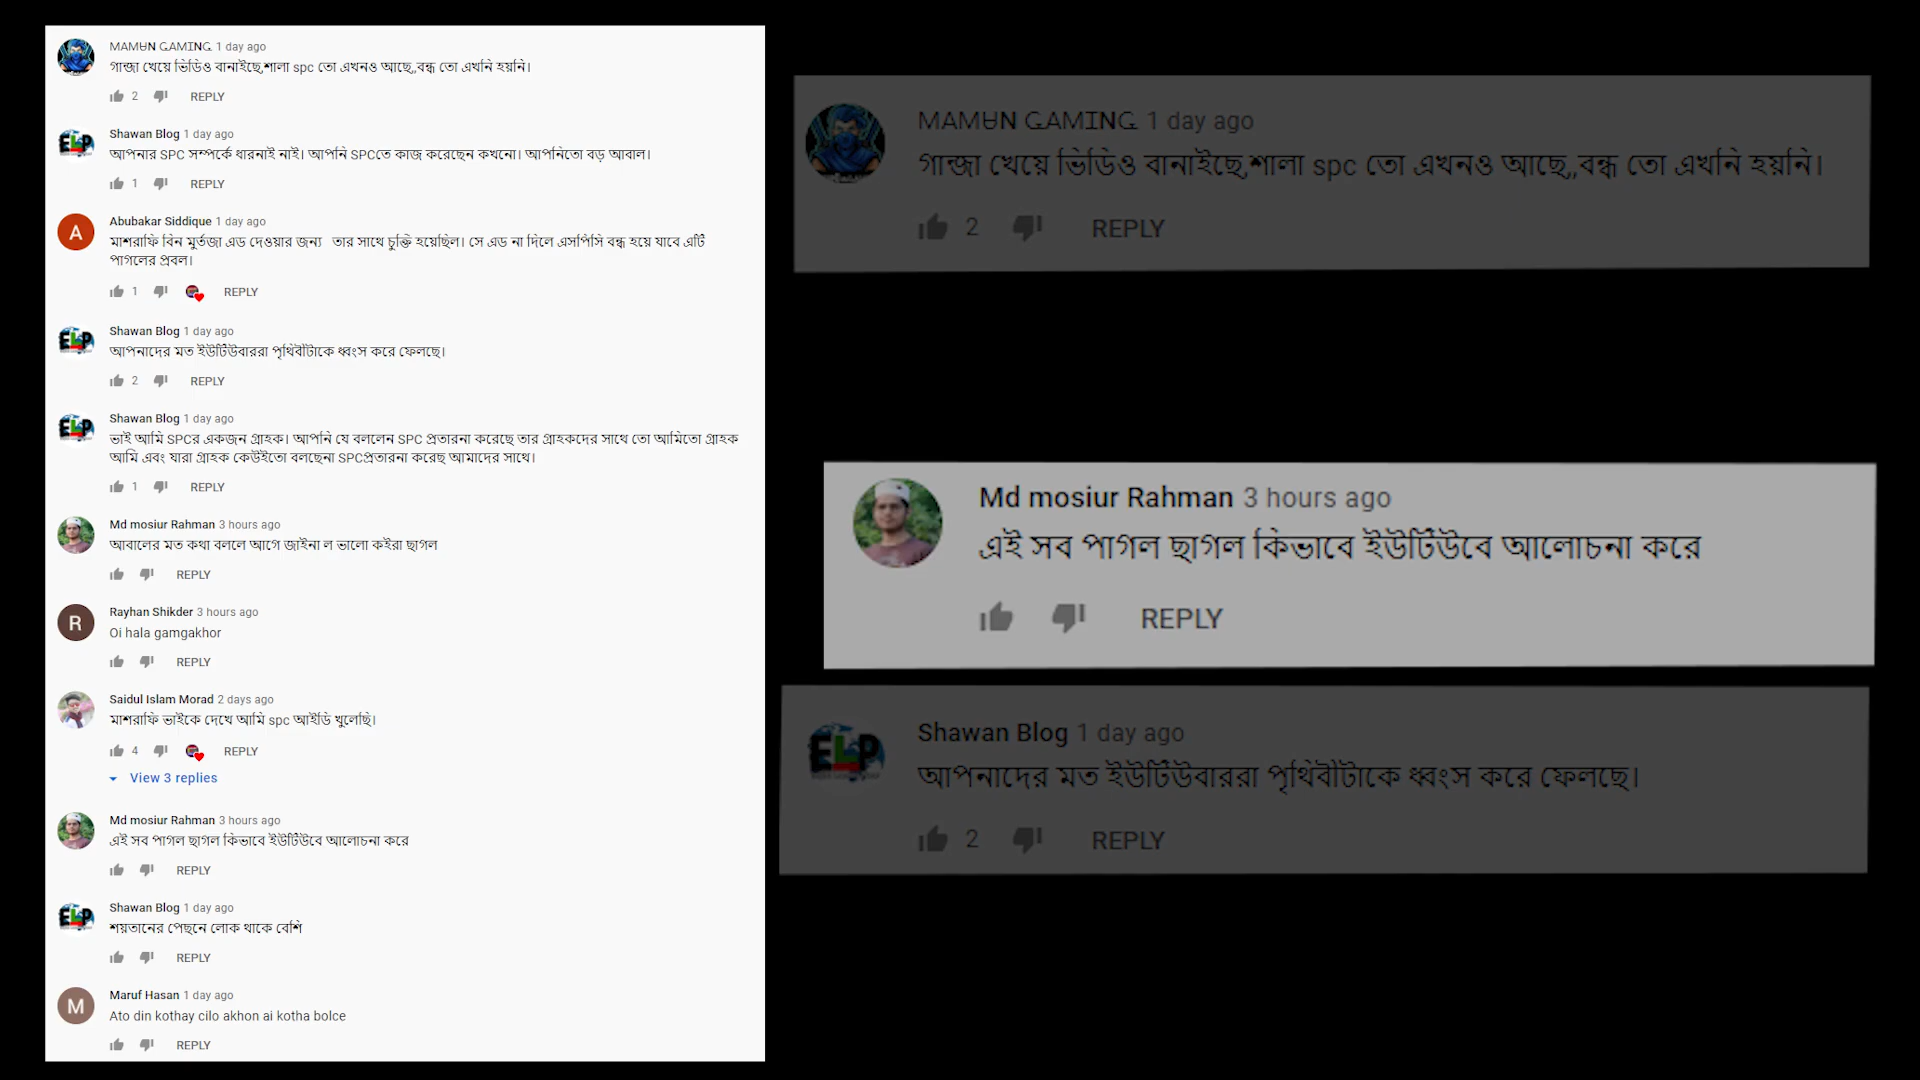 MAMUN GAMING 1 day ago
গান্জা খেয়ে ভিডিও বানাইছে,শালা spc তো এখনও আছে,,বন্ধ তো এখনি হয়নি।
2 REPLY
Shawan Blog 1 day ago
আপনার SPC সম্পর্কে ধারনাই নাই। আপনি SPCতে কাজ করেছেন কখনো। আপনিতো বড় আবাল।
1 REPLY
Abubakar Siddique 1 day ago
মাশরাফি বিন মুর্তজা এড দেওয়ার জন্য তার সাথে চুক্তি হয়েছিল। সে এড না দিলে এসপিসি বন্ধ হয়ে যাবে এটি
পাগলের প্রবল।
1 REPLY
Shawan Blog 1 day ago
আপনাদের মত ইউটিউবাররা পৃথিবীটাকে ধ্বংস করে ফেলছে।
2 REPLY
Shawan Blog 1 day ago
ভাই আমি SPCর একজন গ্রাহক। আপনি যে বললেন SPC প্রতারনা করেছে তার গ্রাহকদের সাথে তো আমিতো গ্রাহক
আমি এবং যারা গ্রাহক কেউইতো বলছেনা SPCপ্রতারনা করেছ আমাদের সাথে।
1 REPLY
Md mosiur Rahman 3 hours ago
আবালের মত কথা বললে আগে জাইনা ল ভালো কইরা ছাগল
REPLY
Rayhan Shikder 3 hours ago
Oi hala gamgakhor
REPLY
Saidul Islam Morad 2 days ago
মাশরাফি ভাইকে দেখে আমি spc আইডি খুলেছি।
4 REPLY
View 3 replies
Md mosiur Rahman 3 hours ago
এই সব পাগল ছাগল কিভাবে ইউটিউবে আলোচনা করে
REPLY
Shawan Blog 1 day ago
শয়তানের পেছনে লোক থাকে বেশি
REPLY
Maruf Hasan 1 day ago
Ato din kothay cilo akhon ai kotha bolce
REPLY
MAMUN GAMING 1 day ago
গান্জা খেয়ে ভিডিও বানাইছে,শালা spc তো এখনও আছে,,বন্ধ তো এখনি হয়নি।
2 REPLY
Md mosiur Rahman 3 hours ago
এই সব পাগল ছাগল কিভাবে ইউটিউবে আলোচনা করে
REPLY
Shawan Blog 1 day ago
আপনাদের মত ইউটিউবাররা পৃথিবীটাকে ধ্বংস করে ফেলছে।
2 REPLY